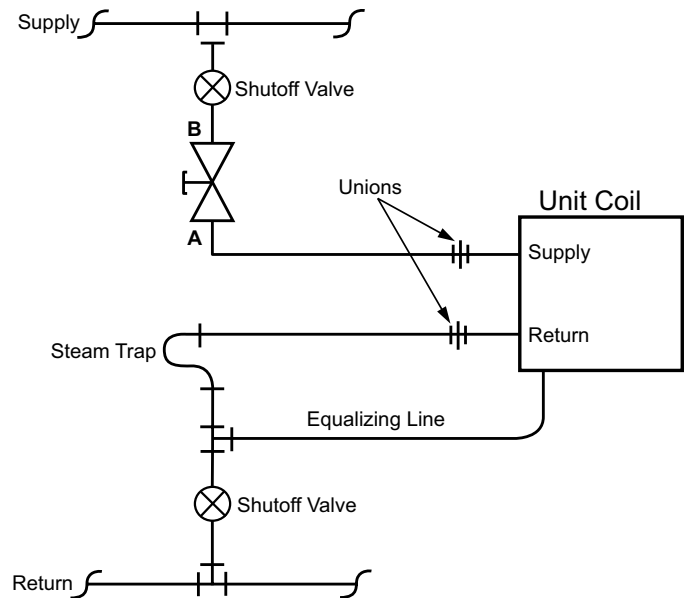 Supply
Shutoff Valve
B
Unions
Unit Coil
A
Supply
Return
Steam Trap
Equalizing Line
Shutoff Valve
Return